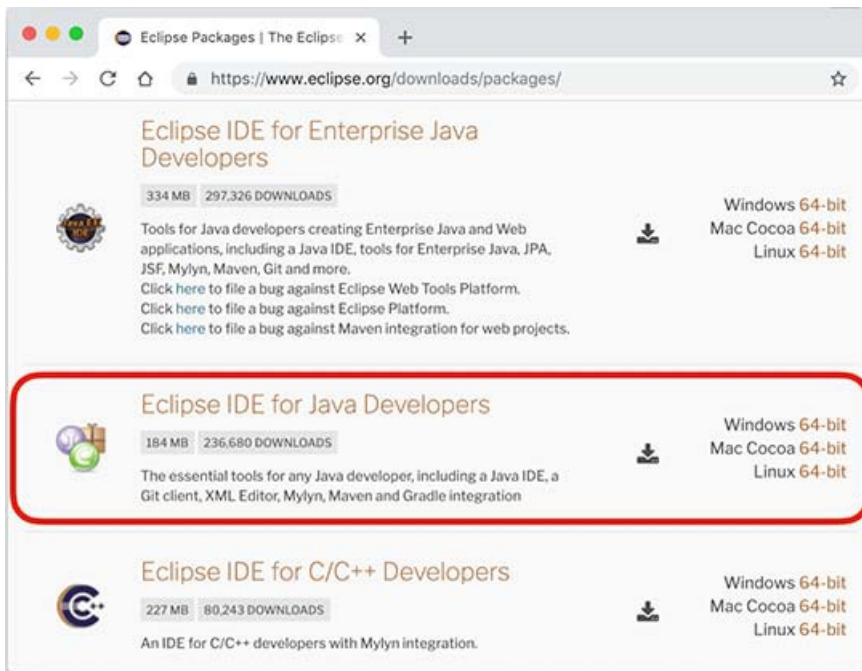 Eclipse Packages | The Eclipse
https://www.eclipse.org/downloads/packages/
Eclipse IDE for Enterprise Java
Developers
334 MB 297,326 DOWNLOADS
Tools for Java developers creating Enterprise Java and Web
applications, including a Java IDE, tools for Enterprise Java, JPA,
JSF, Mylyn, Maven, Git and more.
Click here to file a bug against Eclipse Web Tools Platform.
Click here to file a bug against Eclipse Platform.
Click here to file a bug against Maven integration for web projects.
Java EE
IDE
Windows 64-bit
Mac Cocoa 64-bit
Linux 64-bit
Eclipse IDE for Java Developers
184 MB 236,680 DOWNLOADS
The essential tools for any Java developer, including a Java IDE, a
Git client, XML Editor, Mylyn, Maven and Gradle integration
Windows 64-bit
Mac Cocoa 64-bit
Linux 64-bit
Eclipse IDE for C/C++ Developers
227 MB 80,243 DOWNLOADS
An IDE for C/C++ developers with Mylyn integration.
C++
Windows 64-bit
Mac Cocoa 64-bit
Linux 64-bit